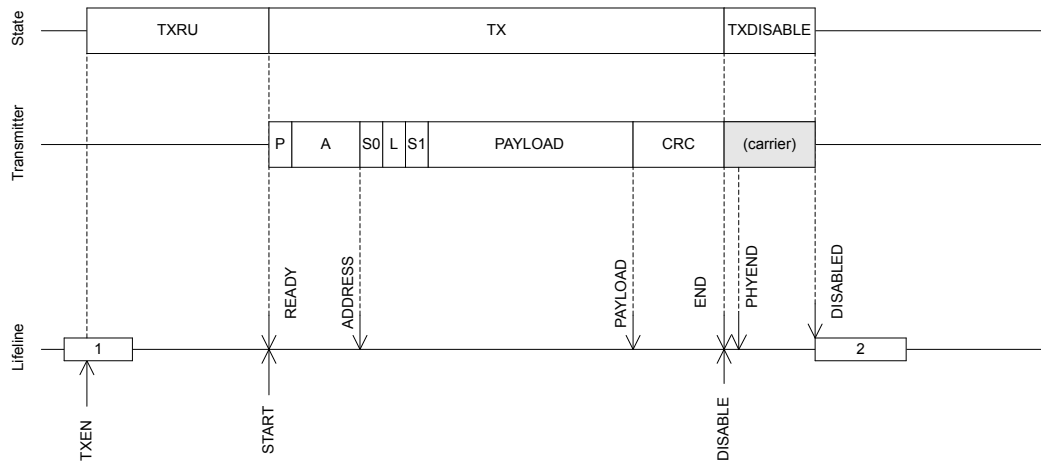 State
TXRU
TX
TXDISABLE
Transmitter
P
A
S0
L
S1
PAYLOAD
CRC
(carrier)
READY
ADDRESS
PAYLOAD
END
PHYEND
DISABLED
Lifeline
1
2
TXEN
START
DISABLE